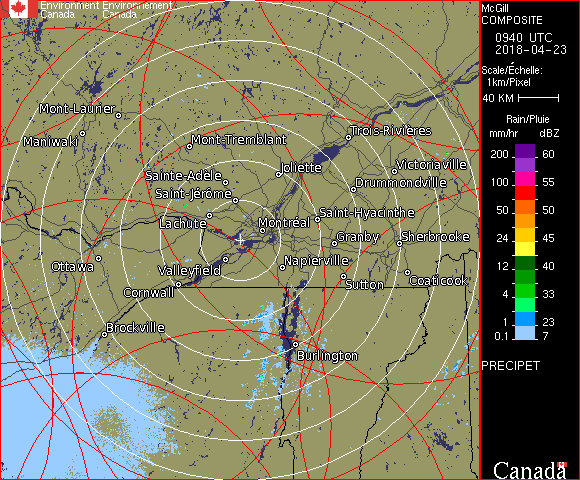 Environment Environnement
Canada Canada
McGill
COMPOSITE
0940 UTC
2018-04-23
Scale/Échelle:
1km/Pixel
40 KM
Rain/Pluie
mm/hr dBZ
200 60
100 55
50 50
24 45
12 40
4 33
1 23
0.1 7
PRECIPET
Canada
Mont-Laurier
Maniwaki
Mont-Tremblant
Trois-Rivières
Sainte-Adèle
Joliette
Victoriaville
Saint-Jérôme
Drummondville
Lachute
Montréal
Saint-Hyacinthe
Granby
Sherbrooke
Ottawa
Valleyfield
Napierville
Cornwall
Sutton
Coaticook
Brockville
Burlington